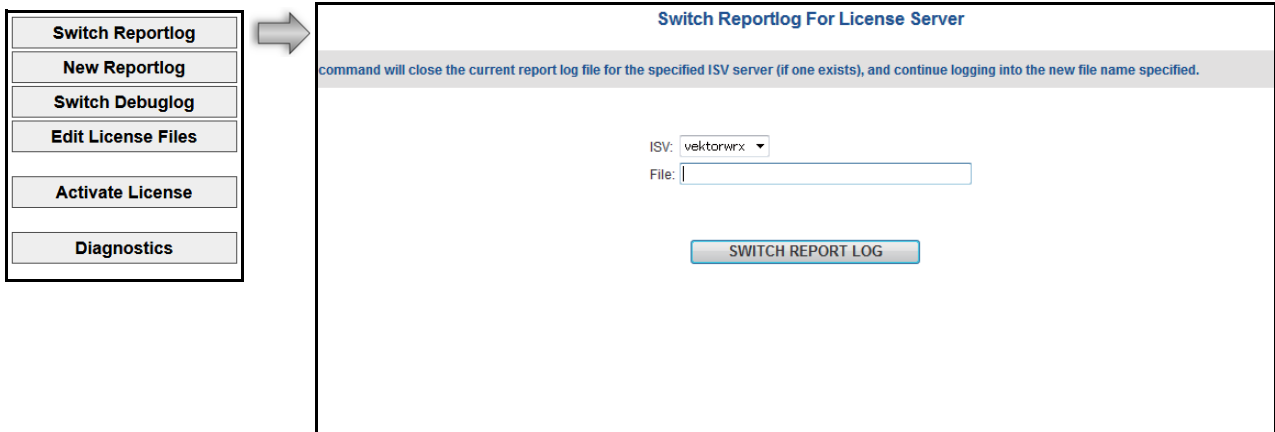 Switch Reportlog
New Reportlog
Switch Debuglog
Edit License Files
Activate License
Diagnostics
Switch Reportlog For License Server
command will close the current report log file for the specified ISV server (if one exists), and continue logging into the new file name specified.
ISV: vektorwrx
File:
SWITCH REPORT LOG